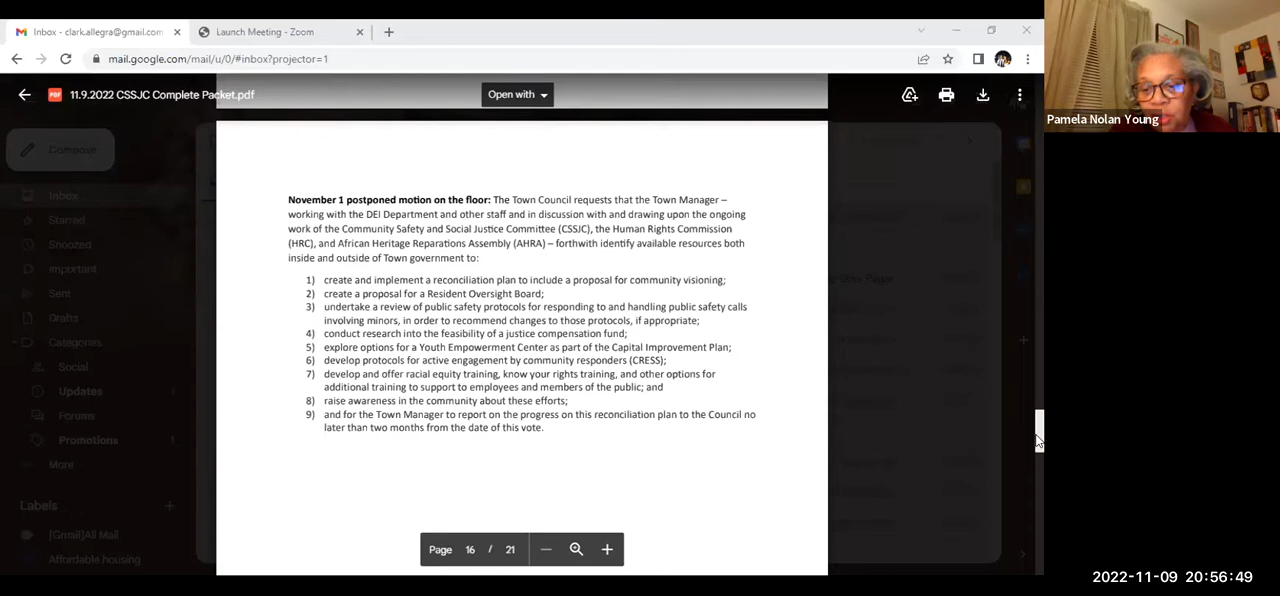 Inbox - clark.allegra@gmail.com
Launch Meeting - Zoom
mail.google.com/mail/u/0/#inbox?projector=1
11.9.2022 CSSJC Complete Packet.pdf
Open with
Pamela Nolan Young
Compose
Inbox
Starred
Snoozed
Important
Sent
Drafts
Categories
Social
Updates 1
Forums
Promotions 1
More
Labels
[Gmail]All Mail
Affordable housing
November 1 postponed motion on the floor: The Town Council requests that the Town Manager –
working with the DEI Department and other staff and in discussion with and drawing upon the ongoing
work of the Community Safety and Social Justice Committee (CSSJC), the Human Rights Commission
(HRC), and African Heritage Reparations Assembly (AHRA) – forthwith identify available resources both
inside and outside of Town government to:
1) create and implement a reconciliation plan to include a proposal for community visioning;
2) create a proposal for a Resident Oversight Board;
3) undertake a review of public safety protocols for responding to and handling public safety calls
involving minors, in order to recommend changes to those protocols, if appropriate;
4) conduct research into the feasibility of a justice compensation fund;
5) explore options for a Youth Empowerment Center as part of the Capital Improvement Plan;
6) develop protocols for active engagement by community responders (CRESS);
7) develop and offer racial equity training, know your rights training, and other options for
additional training to support to employees and members of the public; and
8) raise awareness in the community about these efforts;
9) and for the Town Manager to report on the progress on this reconciliation plan to the Council no
later than two months from the date of this vote.
Page 16 / 21
2022-11-09 20:56:49